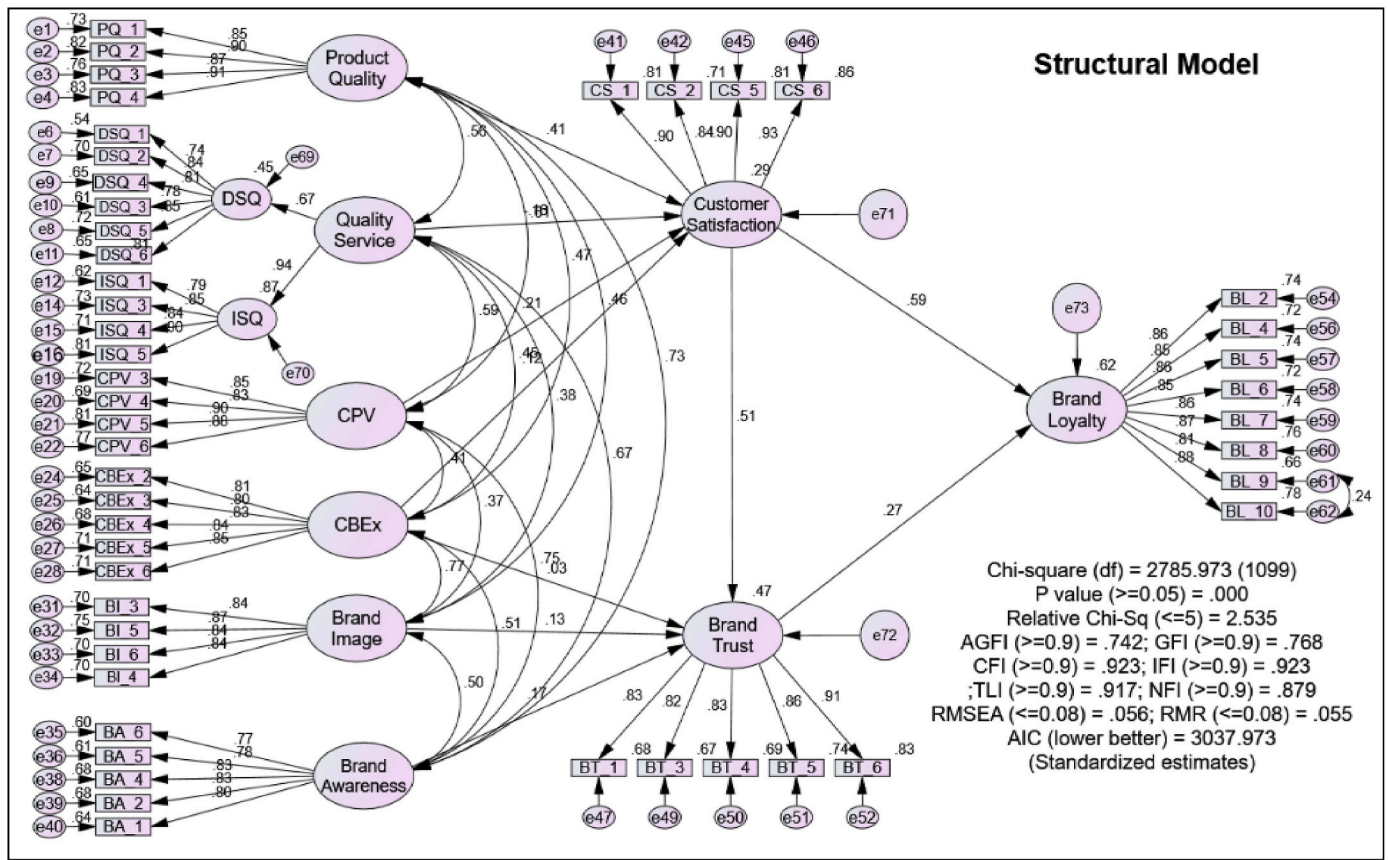 Structural Model
e1 .73 PQ_1 .85
e2 .82 PQ_2 .90
e3 .76 PQ_3 .87
e4 .83 PQ_4 .91
Product
Quality
e6 .54 DSQ_1 .74
e7 .70 DSQ_2 .84
e9 .65 DSQ_4 .81
e10 .61 DSQ_3 .78
e8 .72 DSQ_5 .85
e11 .65 DSQ_6 .81
DSQ .45 e69
.67
Quality
Service
.94
e12 .62 ISQ_1 .79
e14 .73 ISQ_3 .85
e15 .71 ISQ_4 .84
e16 .81 ISQ_5 .90
ISQ .87
e70
e19 .72 CPV_3 .85
e20 .69 CPV_4 .83
e21 .81 CPV_5 .90
e22 .77 CPV_6 .88
CPV
e24 .65 CBEx_2 .81
e25 .64 CBEx_3 .80
e26 .68 CBEx_4 .83
e27 .71 CBEx_5 .84
e28 .71 CBEx_6 .85
CBEx
e31 .70 BI_3 .84
e32 .75 BI_5 .87
e33 .70 BI_6 .84
e34 .70 BI_4 .84
Brand
Image
e35 .60 BA_6 .77
e36 .61 BA_5 .78
e38 .68 BA_4 .83
e39 .68 BA_2 .83
e40 .64 BA_1 .80
Brand
Awareness
.56 .41
.47
.59 .21 .46
.73
.38
.41
.67
.37
.77
.75
.03
.51 .13
.50
.17
e41 e42 e45 e46
.81 .71 .81 .86
CS_1 CS_2 CS_5 CS_6
.90 .84 .90 .93
.29
Customer
Satisfaction
e71
.59
.51
.27
.47
Brand
Trust
e72
.83 .82 .83 .86 .91
.68 .67 .69 .74 .83
BT_1 BT_3 BT_4 BT_5 BT_6
e47 e49 e50 e51 e52
e73
.62
Brand
Loyalty
.86 BL_2 .74 e54
.85 BL_4 .72 e56
.86 BL_5 .74 e57
.85 BL_6 .72 e58
.86 BL_7 .74 e59
.87 BL_8 .76 e60
.81 BL_9 .66 e61
.88 BL_10 .78 e62
.24
Chi-square (df) = 2785.973 (1099)
P value (>=0.05) = .000
Relative Chi-Sq (<=5) = 2.535
AGFI (>=0.9) = .742; GFI (>=0.9) = .768
CFI (>=0.9) = .923; IFI (>=0.9) = .923
;TLI (>=0.9) = .917; NFI (>=0.9) = .879
RMSEA (<=0.08) = .056; RMR (<=0.08) = .055
AIC (lower better) = 3037.973
(Standardized estimates)